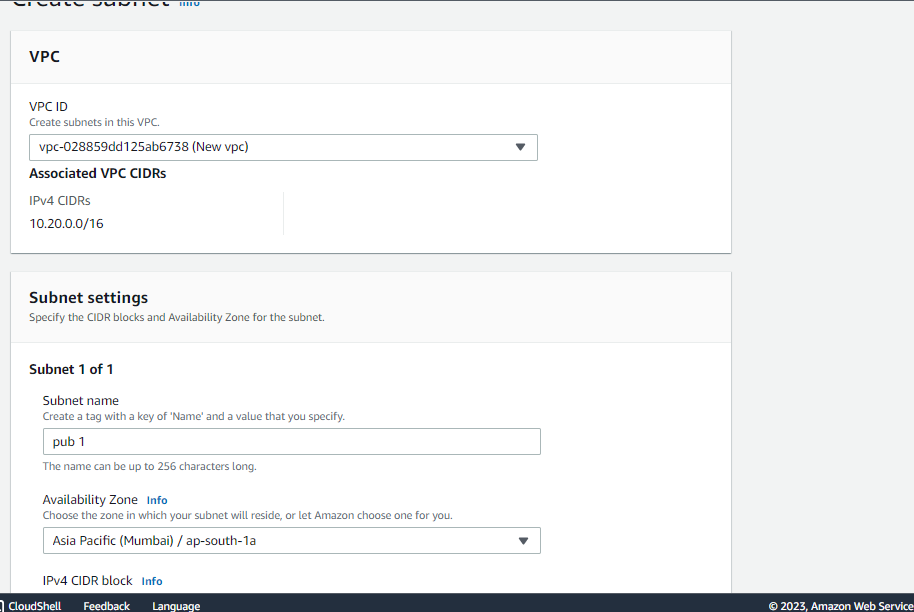 Create subnet Info
VPC
VPC ID
Create subnets in this VPC.
vpc-028859dd125ab6738 (New vpc)
Associated VPC CIDRs
IPv4 CIDRs
10.20.0.0/16
Subnet settings
Specify the CIDR blocks and Availability Zone for the subnet.
Subnet 1 of 1
Subnet name
Create a tag with a key of 'Name' and a value that you specify.
pub 1
The name can be up to 256 characters long.
Availability Zone Info
Choose the zone in which your subnet will reside, or let Amazon choose one for you.
Asia Pacific (Mumbai) / ap-south-1a
IPv4 CIDR block Info
CloudShell Feedback Language © 2023, Amazon Web Service